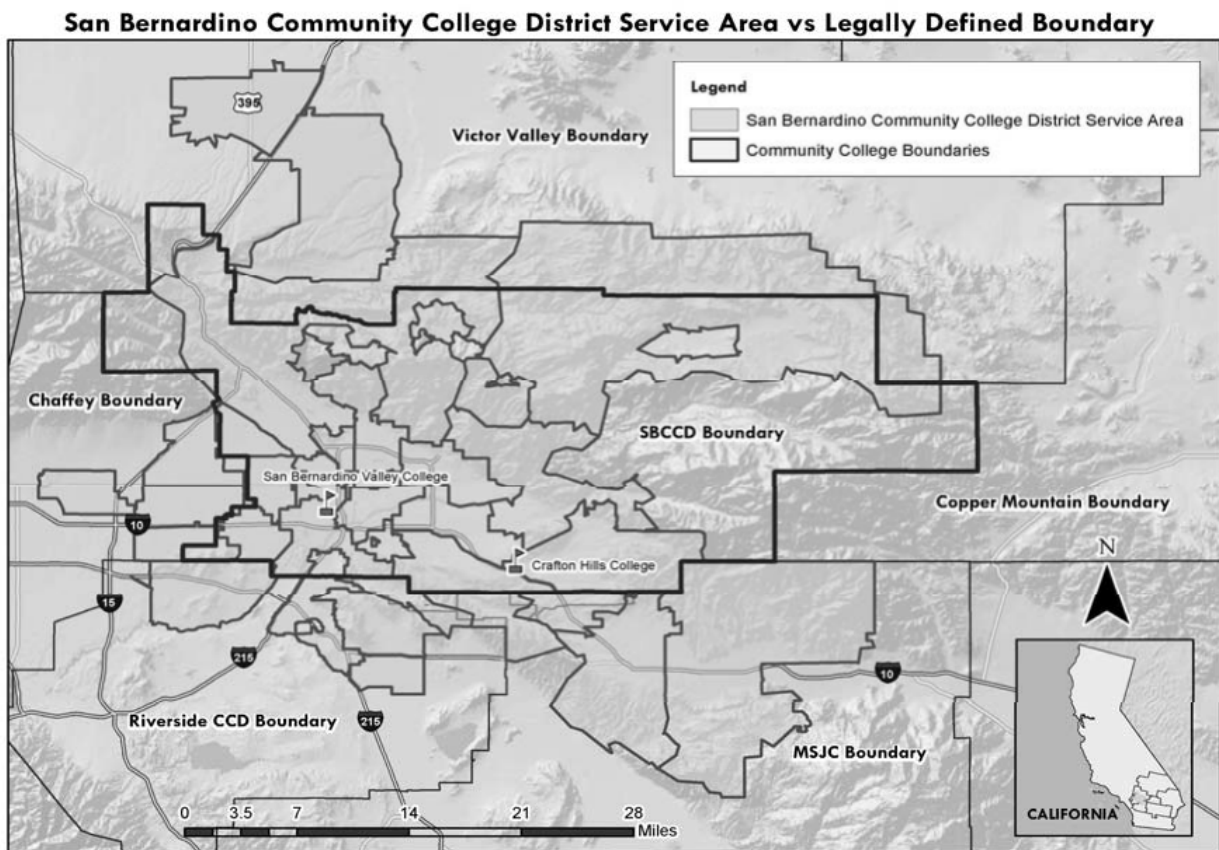 San Bernardino Community College District Service Area vs Legally Defined Boundary
Legend
San Bernardino Community College District Service Area
Community College Boundaries
395
Victor Valley Boundary
Chaffey Boundary
SBCCD Boundary
San Bernardino Valley College
Copper Mountain Boundary
10
N
Crafton Hills College
15
215
10
Riverside CCD Boundary
215
MSJC Boundary
0 3.5 7 14 21 28
Miles
CALIFORNIA